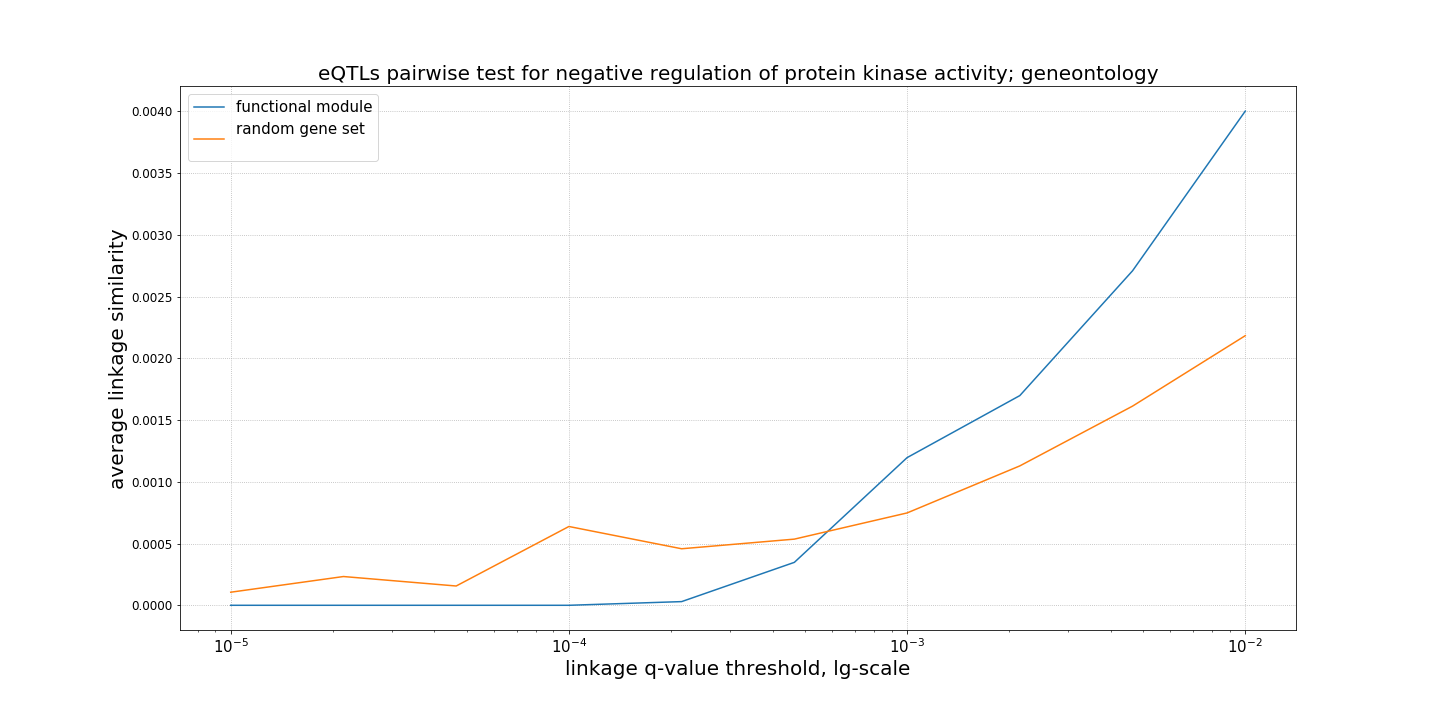 eQTLs pairwise test for negative regulation of protein kinase activity; geneontology
functional module
random gene set
average linkage similarity
0.0040
0.0035
0.0030
0.0025
0.0020
0.0015
0.0010
0.0005
0.0000
10⁻⁵
10⁻⁴
10⁻³
10⁻²
linkage q-value threshold, lg-scale